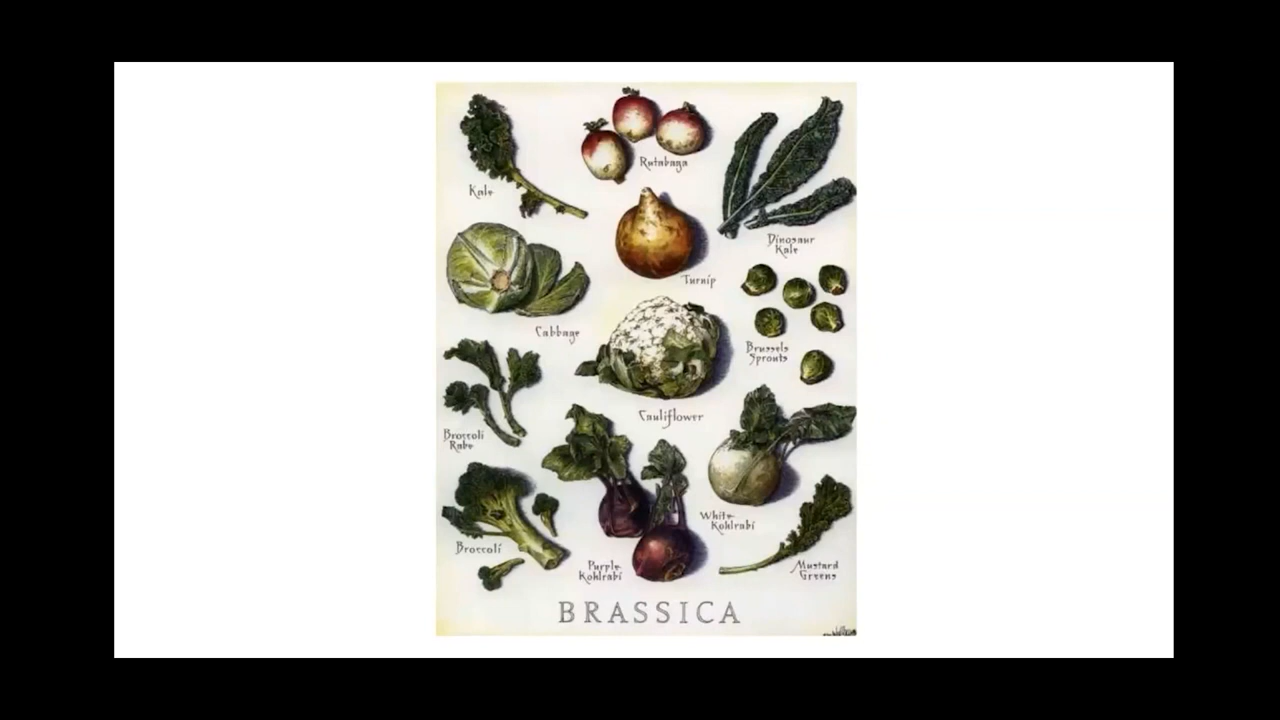 Rutabaga
Kale
Dinosaur
Kale
Turnip
Cabbage
Brussels
Sprouts
Cauliflower
Broccoli
Rabe
White
Kohlrabi
Broccoli
Purple
Kohlrabi
Mustard
Greens
BRASSICA